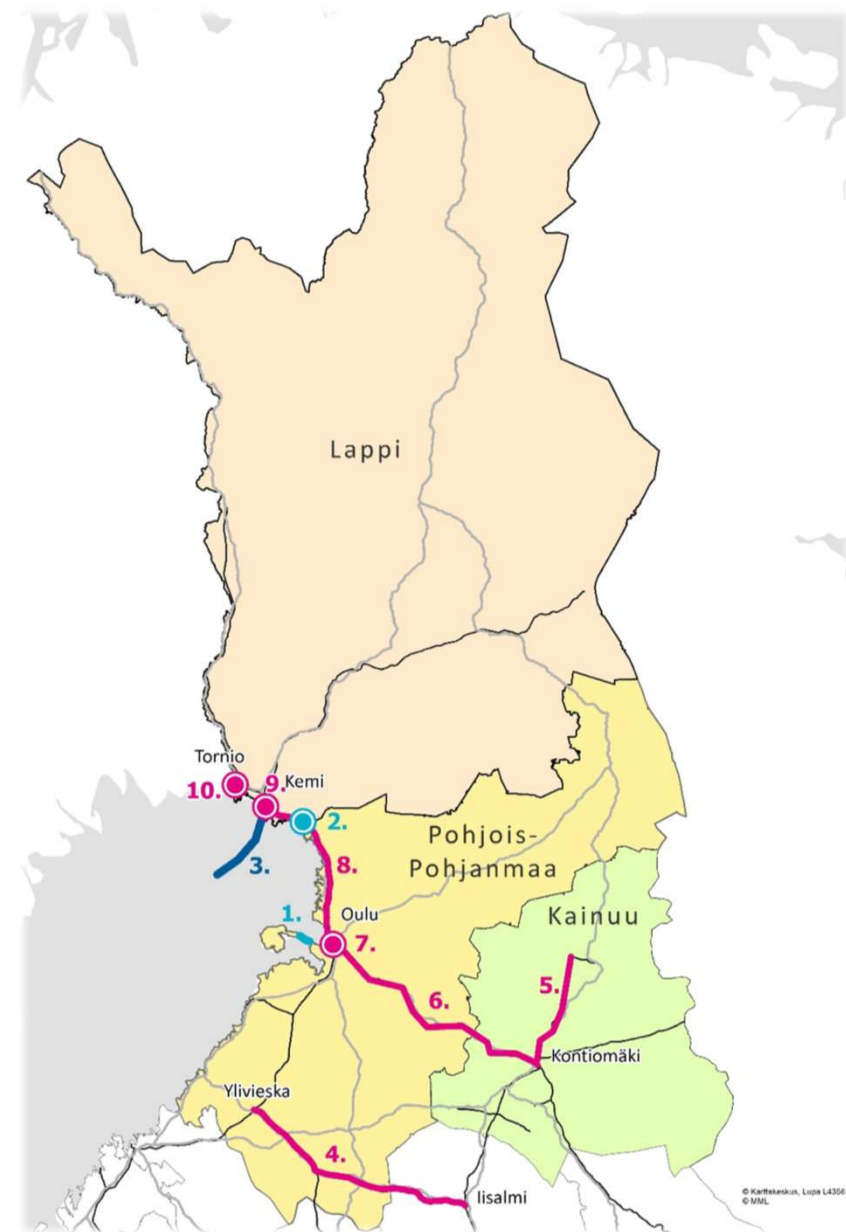 Lappi
Tornio
9.
Kemi
10.
2.
3.
8.
Pohjois-
Pohjanmaa
1.
Oulu
Kainuu
7.
5.
6.
Kontiomäki
Ylivieska
4.
Iisalmi
© Karttakeskus, Lupa L4356
© MML